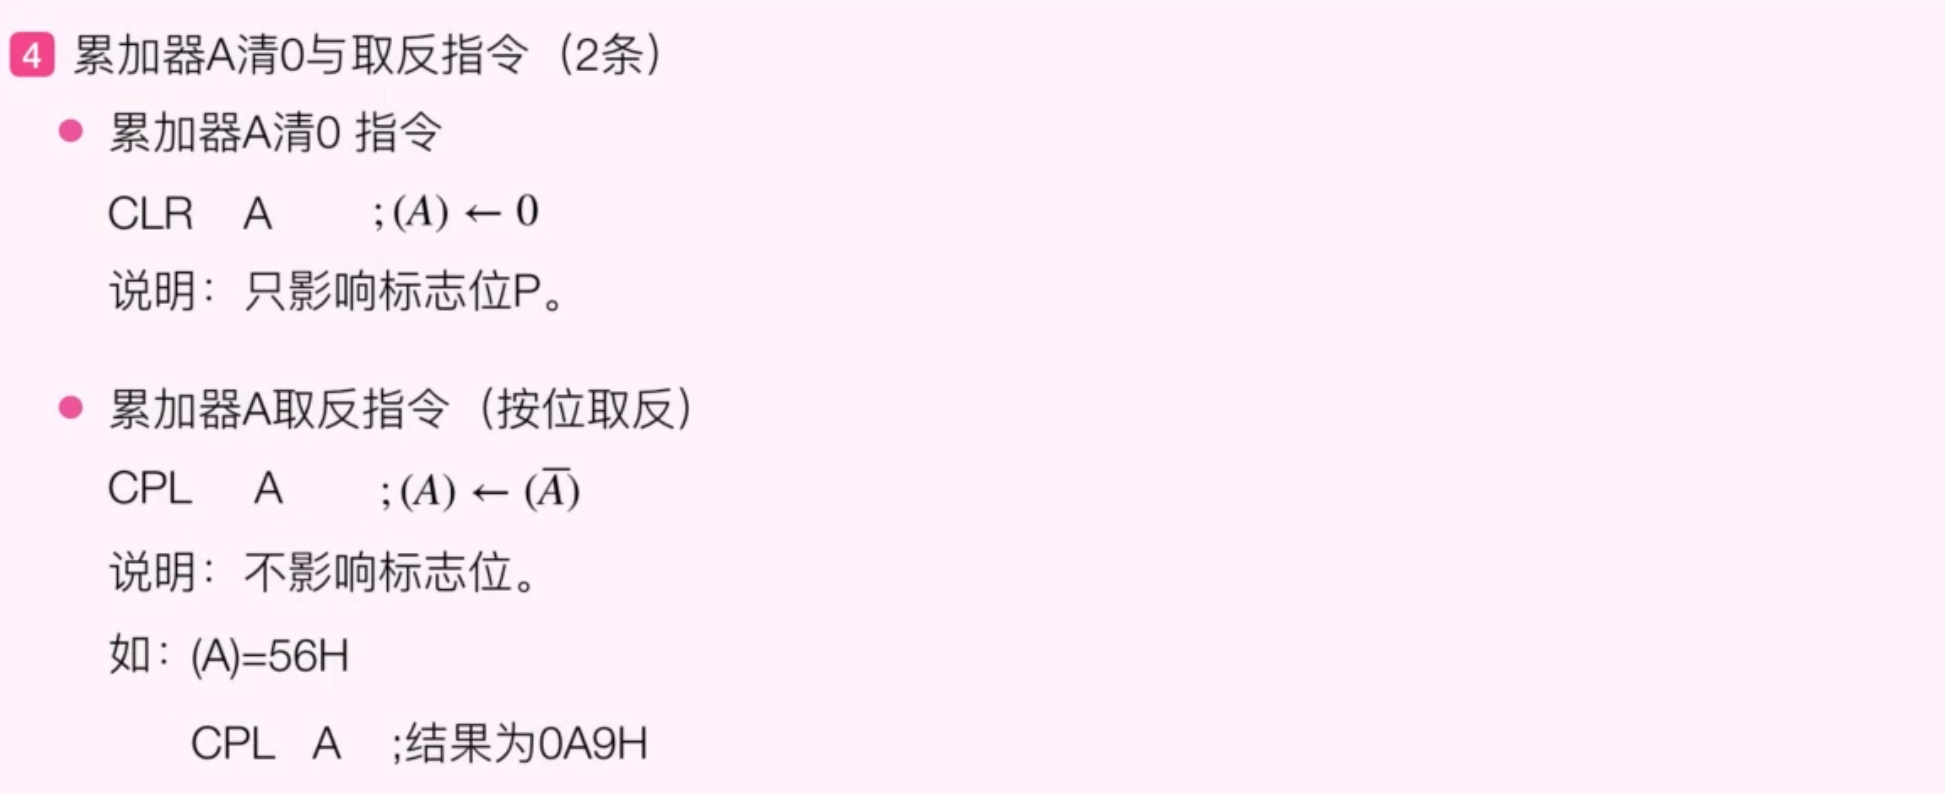 4 累加器A清0与取反指令（2条）
累加器A清0 指令
CLR A ;(A) ← 0
说明：只影响标志位P。
累加器A取反指令（按位取反）
CPL A ;(A) ← (A̅)
说明：不影响标志位。
如：(A)=56H
CPL A ;结果为0A9H